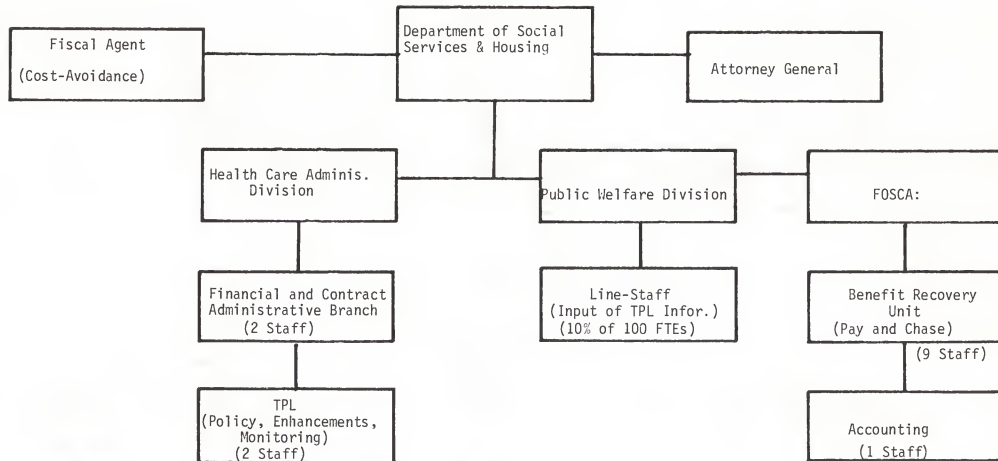 Fiscal Agent
(Cost-Avoidance)
Department of Social
Services & Housing
Attorney General
Health Care Adminis.
Division
Public Welfare Division
FOSCA:
Financial and Contract
Administrative Branch
(2 Staff)
Line-Staff
(Input of TPL Infor.)
(10% of 100 FTEs)
Benefit Recovery
Unit
(Pay and Chase)
(9 Staff)
TPL
(Policy, Enhancements,
Monitoring)
(2 Staff)
Accounting
(1 Staff)